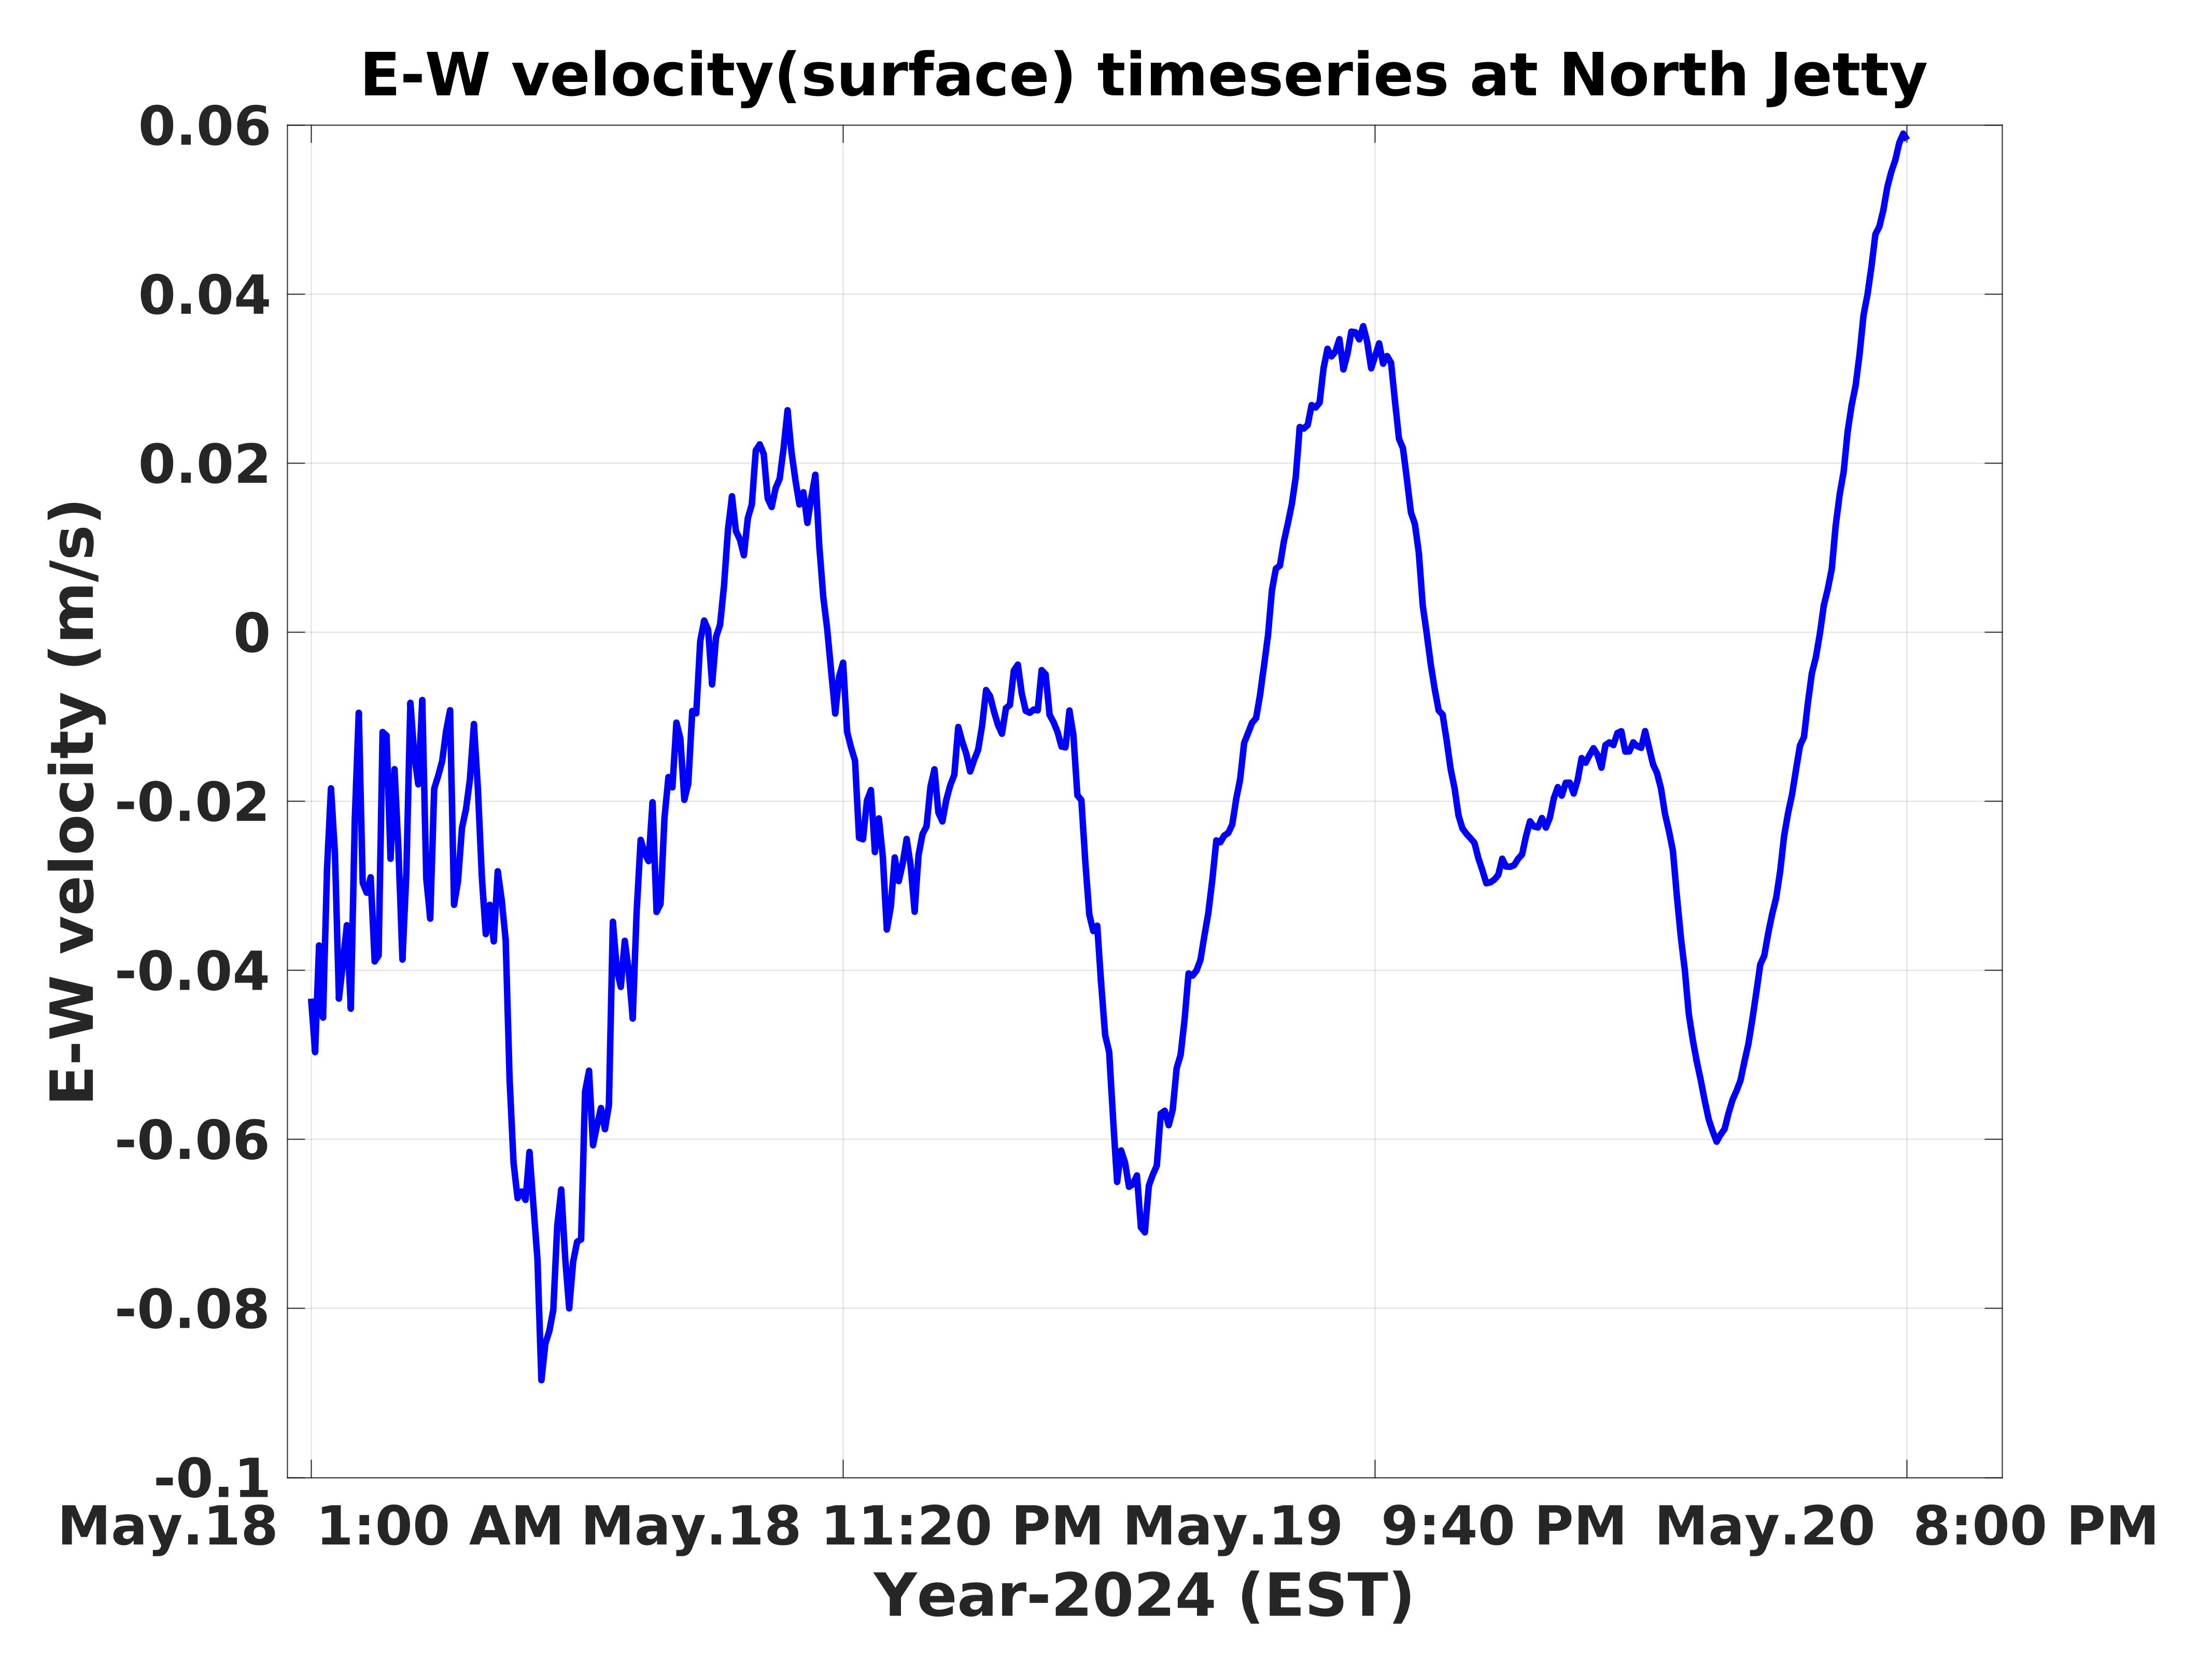 E-W velocity(surface) timeseries at North Jetty
0.06
0.04
0.02
0
-0.02
-0.04
-0.06
-0.08
-0.1
E-W velocity (m/s)
May.18 1:00 AM May.18 11:20 PM May.19 9:40 PM May.20 8:00 PM
Year-2024 (EST)